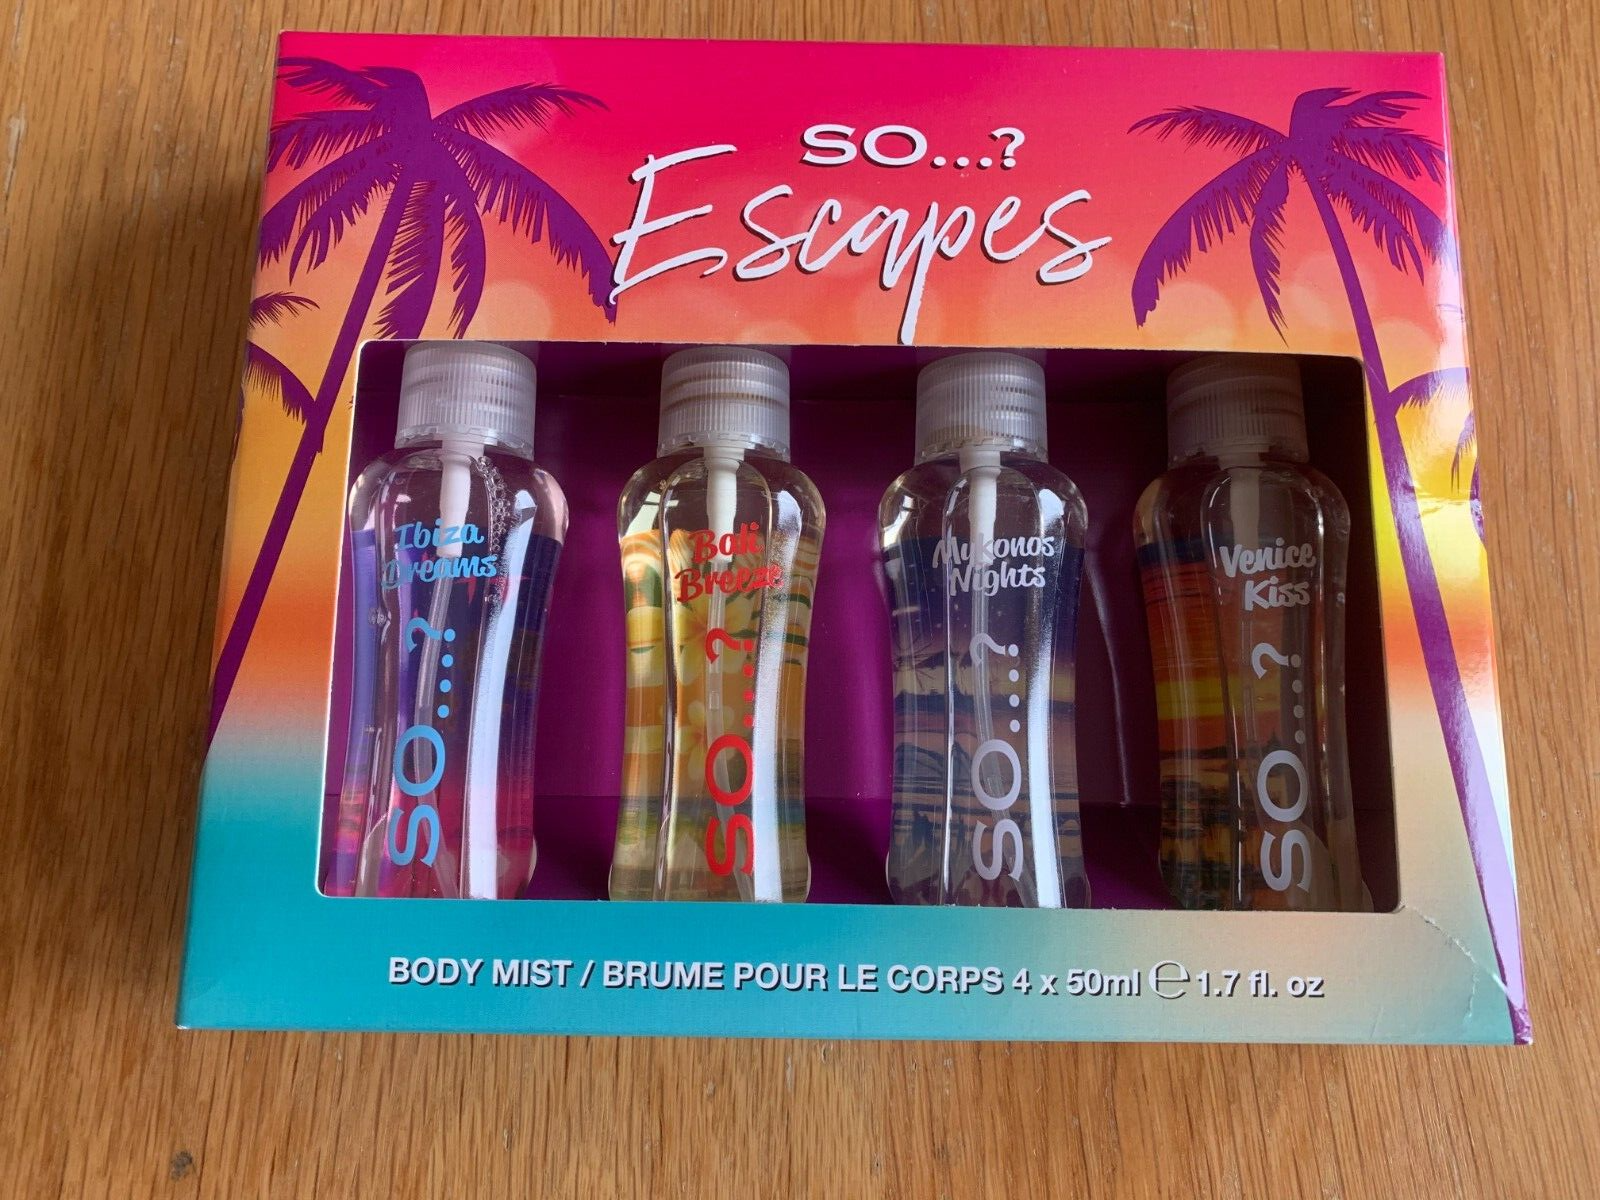 SO...?
Escapes
Ibiza
Dreams
SO...?
Bali
Breeze
SO...?
Mykonos
Nights
SO...?
Venice
Kiss
SO...?
BODY MIST / BRUME POUR LE CORPS 4 x 50ml ℮ 1.7 fl. oz